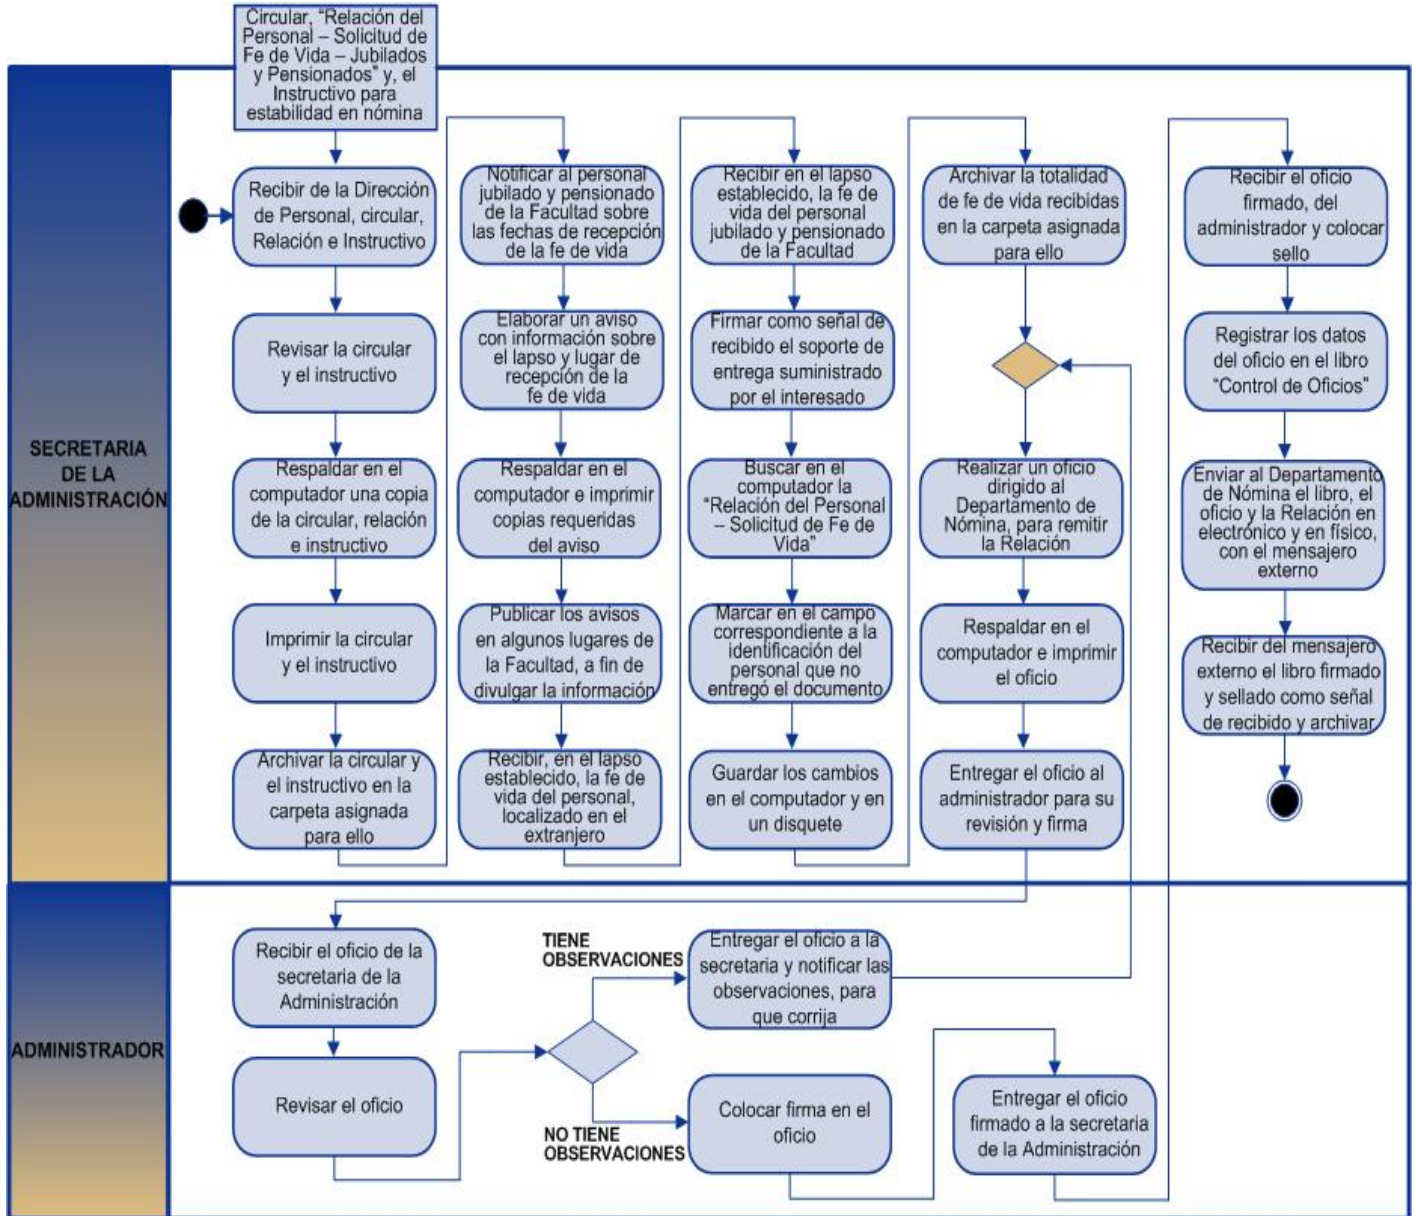 Circular, “Relación del
Personal – Solicitud de
Fe de Vida – Jubilados
y Pensionados” y, el
Instructivo para
estabilidad en nómina
SECRETARIA
DE LA
ADMINISTRACIÓN
Recibir de la Dirección
de Personal, circular,
Relación e Instructivo
Revisar la circular
y el instructivo
Respaldar en el
computador una copia
de la circular, relación
e instructivo
Imprimir la circular
y el instructivo
Archivar la circular y
el instructivo en la
carpeta asignada
para ello
Notificar al personal
jubilado y pensionado
de la Facultad sobre
las fechas de recepción
de la fe de vida
Elaborar un aviso
con información sobre
el lapso y lugar de
recepción de la
fe de vida
Respaldar en el
computador e imprimir
copias requeridas
del aviso
Publicar los avisos
en algunos lugares de
la Facultad, a fin de
divulgar la información
Recibir, en el lapso
establecido, la fe de
vida del personal,
localizado en el
extranjero
Recibir en el lapso
establecido, la fe de
vida del personal
jubilado y pensionado
de la Facultad
Firmar como señal de
recibido el soporte de
entrega suministrado
por el interesado
Buscar en el
computador la
“Relación del Personal
– Solicitud de Fe de
Vida”
Marcar en el campo
correspondiente a la
identificación del
personal que no
entregó el documento
Guardar los cambios
en el computador y en
un disquete
Archivar la totalidad
de fe de vida recibidas
en la carpeta asignada
para ello
Realizar un oficio
dirigido al
Departamento de
Nómina, para remitir
la Relación
Respaldar en el
computador e imprimir
el oficio
Entregar el oficio al
administrador para su
revisión y firma
Recibir el oficio
firmado, del
administrador y colocar
sello
Registrar los datos
del oficio en el libro
“Control de Oficios”
Enviar al Departamento
de Nómina el libro, el
oficio y la Relación en
electrónico y en físico,
con el mensajero
externo
Recibir del mensajero
externo el libro firmado
y sellado como señal
de recibido y archivar
ADMINISTRADOR
Recibir el oficio de la
secretaria de la
Administración
Revisar el oficio
TIENE
OBSERVACIONES
Entregar el oficio a la
secretaria y notificar las
observaciones, para
que corrija
NO TIENE
OBSERVACIONES
Colocar firma en el
oficio
Entregar el oficio
firmado a la secretaria
de la Administración